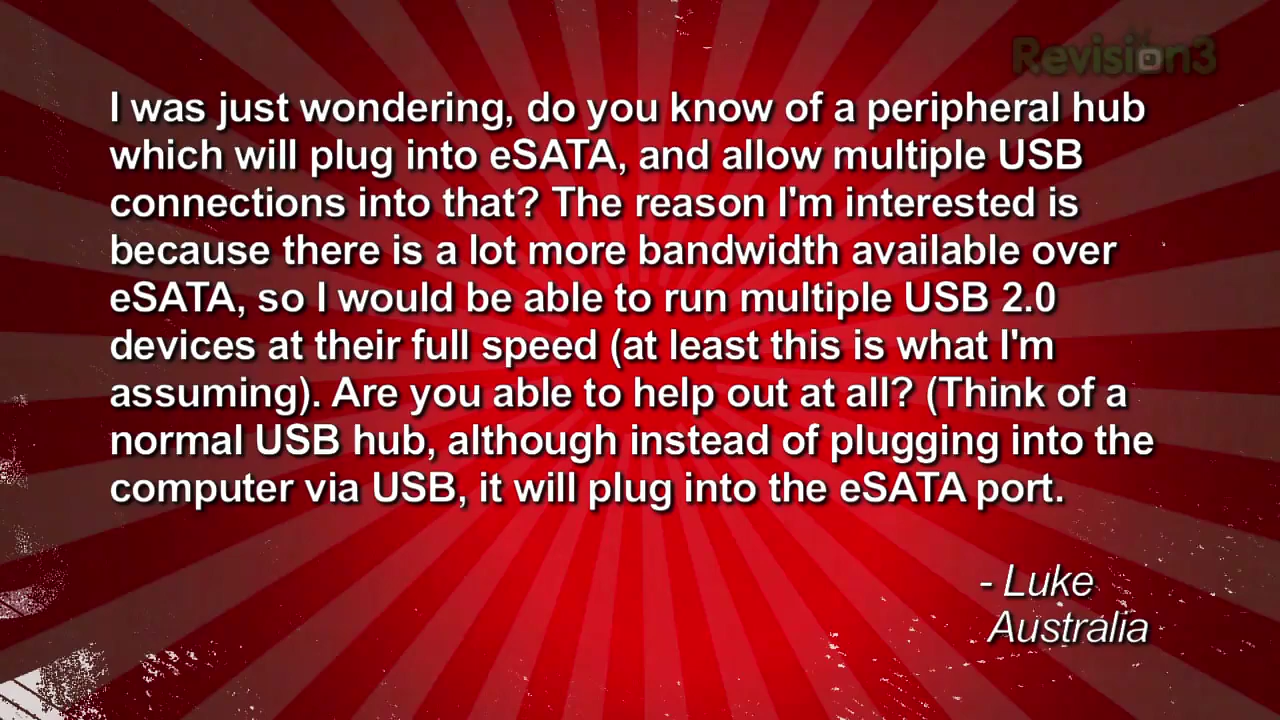 Revision3
I was just wondering, do you know of a peripheral hub
which will plug into eSATA, and allow multiple USB
connections into that? The reason I'm interested is
because there is a lot more bandwidth available over
eSATA, so I would be able to run multiple USB 2.0
devices at their full speed (at least this is what I'm
assuming). Are you able to help out at all? (Think of a
normal USB hub, although instead of plugging into the
computer via USB, it will plug into the eSATA port.
- Luke
Australia